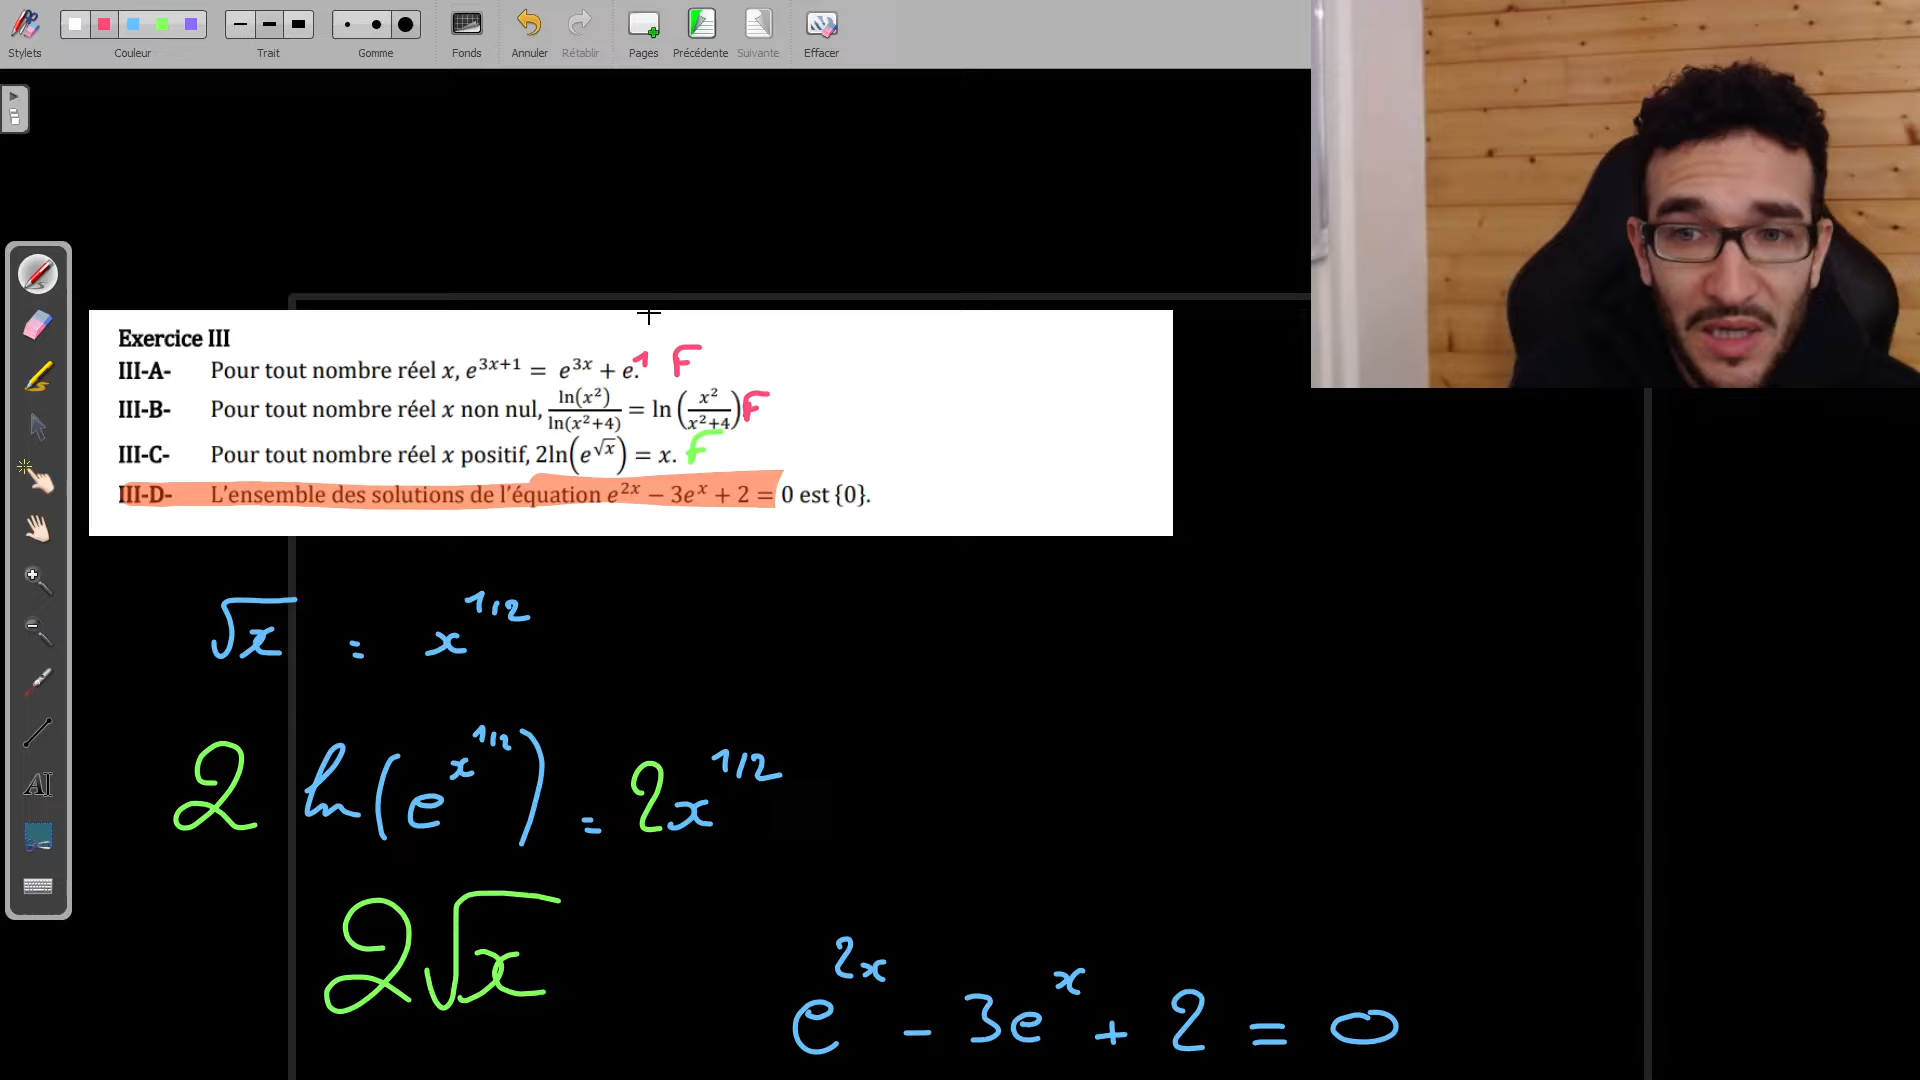 Stylets Couleur Trait Gomme Fonds Annuler Rétablir Pages Précédente Suivante Effacer
Exercice III
III-A- Pour tout nombre réel x, e^{3x+1} = e^{3x} + e. 1 F
III-B- Pour tout nombre réel x non nul, ln(x²)/ln(x²+4) = ln(x²/(x²+4)) F
III-C- Pour tout nombre réel x positif, 2ln(e^{√x}) = x. F
III-D- L'ensemble des solutions de l'équation e^{2x} − 3e^x + 2 = 0 est {0}.
√x = x^{1/2}
2 ln(e^{x^{1/2}}) = 2x^{1/2}
2√x
e^{2x} - 3e^x + 2 = 0